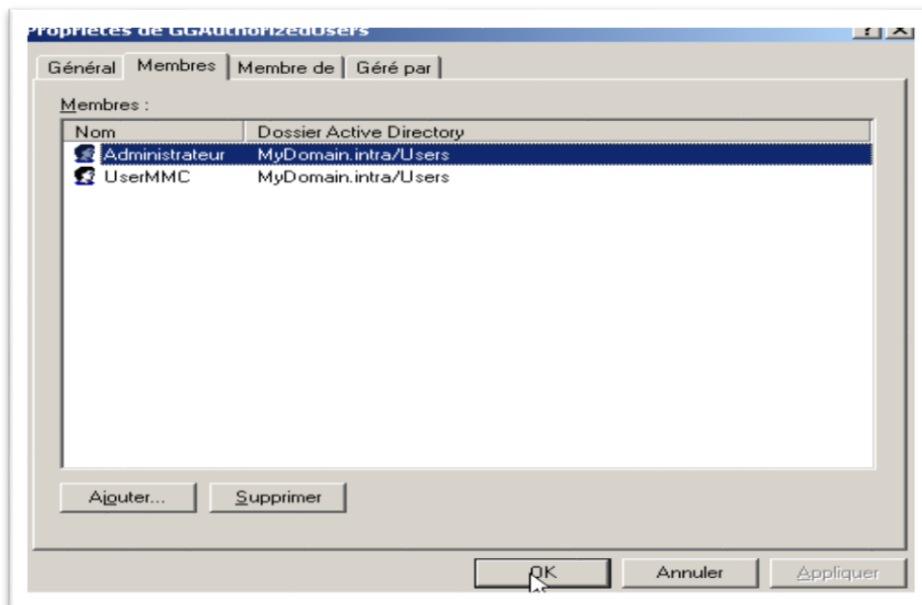 Propriétés de GGAuthorizedUsers ? X
Général Membres Membre de Géré par
Membres :
Nom Dossier Active Directory
Administrateur MyDomain.intra/Users
UserMMC MyDomain.intra/Users
Ajouter... Supprimer
OK Annuler Appliquer